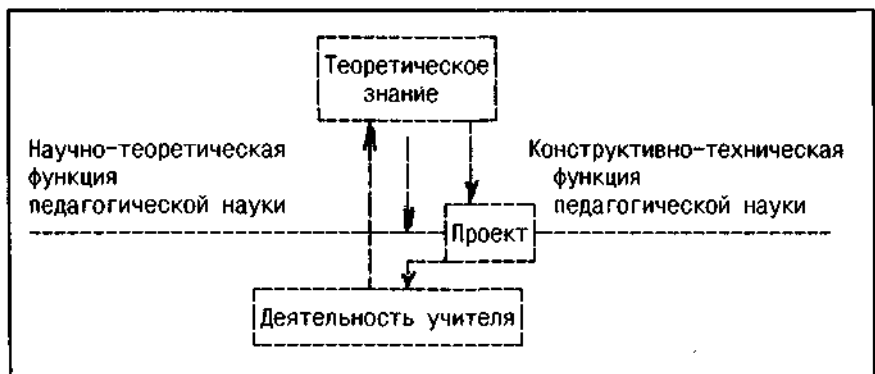 Теоретическое
знание
Научно-теоретическая
функция
педагогической науки
Конструктивно-техническая
функция
педагогической науки
Проект
Деятельность учителя